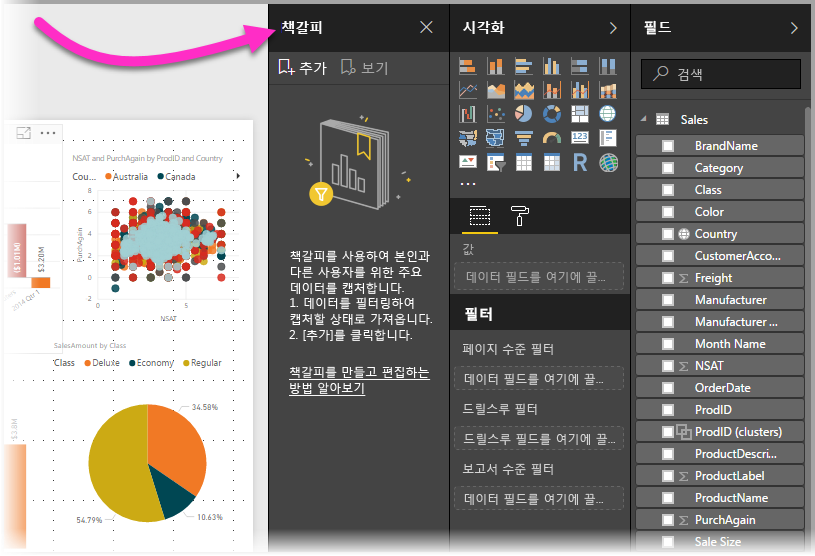 책갈피
추가
보기
책갈피를 사용하여 본인과
다른 사용자를 위한 주요
데이터를 캡처합니다.
1. 데이터를 필터링하여
캡처할 상태로 가져옵니다.
2. [추가]를 클릭합니다.
책갈피를 만들고 편집하는
방법 알아보기
NSAT and PurchAgain by ProdID and Country
Cou... Australia Canada
8
6
4
2
0
-2
PurchAgain
0
5
NSAT
($1.01M)
$3.20M
2014 Qtr 1
SalesAmount by Class
Class Deluxe Economy Regular
$3.8M
34.58%
10.63%
54.79%
시각화
123
R
값
데이터 필드를 여기에 끌...
필터
페이지 수준 필터
데이터 필드를 여기에 끌...
드릴스루 필터
드릴스루 필드를 여기에 끌...
보고서 수준 필터
데이터 필드를 여기에 끌...
필드
검색
Sales
BrandName
Category
Class
Color
Country
CustomerAcco...
Freight
Manufacturer
Manufacturer ...
Month Name
NSAT
OrderDate
ProdID
ProdID (clusters)
ProductDescri...
ProductLabel
ProductName
PurchAgain
Sale Size